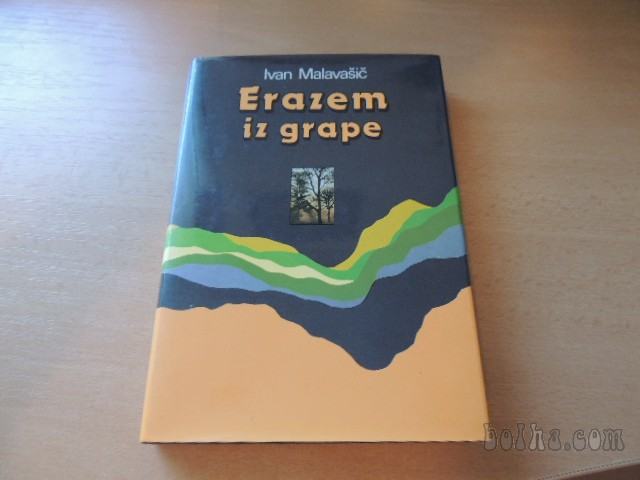 Ivan Malavašič
Erazem
iz grape
bolha.com